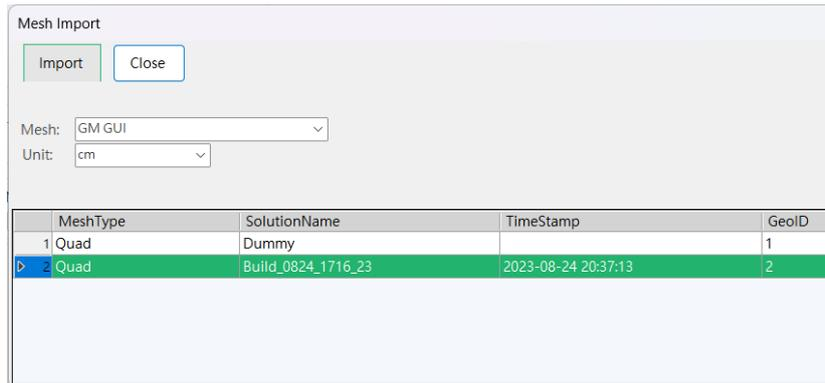 Mesh Import
Import Close
Mesh: GM GUI
Unit: cm
MeshType SolutionName TimeStamp GeoID
1 Quad Dummy 1
2 Quad Build_0824_1716_23 2023-08-24 20:37:13 2